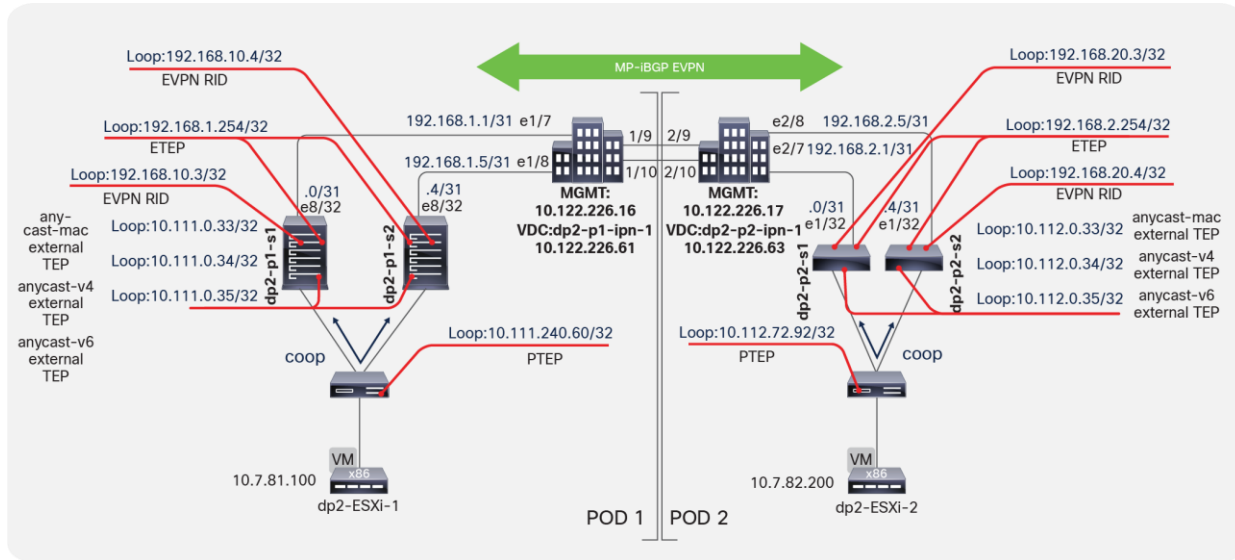 MP-iBGP EVPN
Loop:192.168.10.4/32
EVPN RID
Loop:192.168.1.254/32
ETEP
Loop:192.168.10.3/32
EVPN RID
any-
cast-mac
external
TEP
anycast-v4
external
TEP
anycast-v6
external
TEP
Loop:10.111.0.33/32
Loop:10.111.0.34/32
Loop:10.111.0.35/32
192.168.1.1/31 e1/7
192.168.1.5/31 e1/8
.0/31
e8/32
.4/31
e8/32
dp2-p1-s1
dp2-p1-s2
1/9
1/10
MGMT:
10.122.226.16
VDC:dp2-p1-ipn-1
10.122.226.61
Loop:10.111.240.60/32
PTEP
coop
VM
x86
10.7.81.100
dp2-ESXi-1
POD 1
POD 2
2/9
2/10
e2/8 192.168.2.5/31
e2/7 192.168.2.1/31
MGMT:
10.122.226.17
VDC:dp2-p2-ipn-1
10.122.226.63
.0/31
e1/32
.4/31
e1/32
dp2-p2-s1
dp2-p2-s2
Loop:192.168.20.3/32
EVPN RID
Loop:192.168.2.254/32
ETEP
Loop:192.168.20.4/32
EVPN RID
10.112.0.33/32
10.112.0.34/32
10.112.0.35/32
anycast-mac
external TEP
anycast-v4
external TEP
anycast-v6
external TEP
Loop:10.112.72.92/32
PTEP
coop
VM
x86
10.7.82.200
dp2-ESXi-2